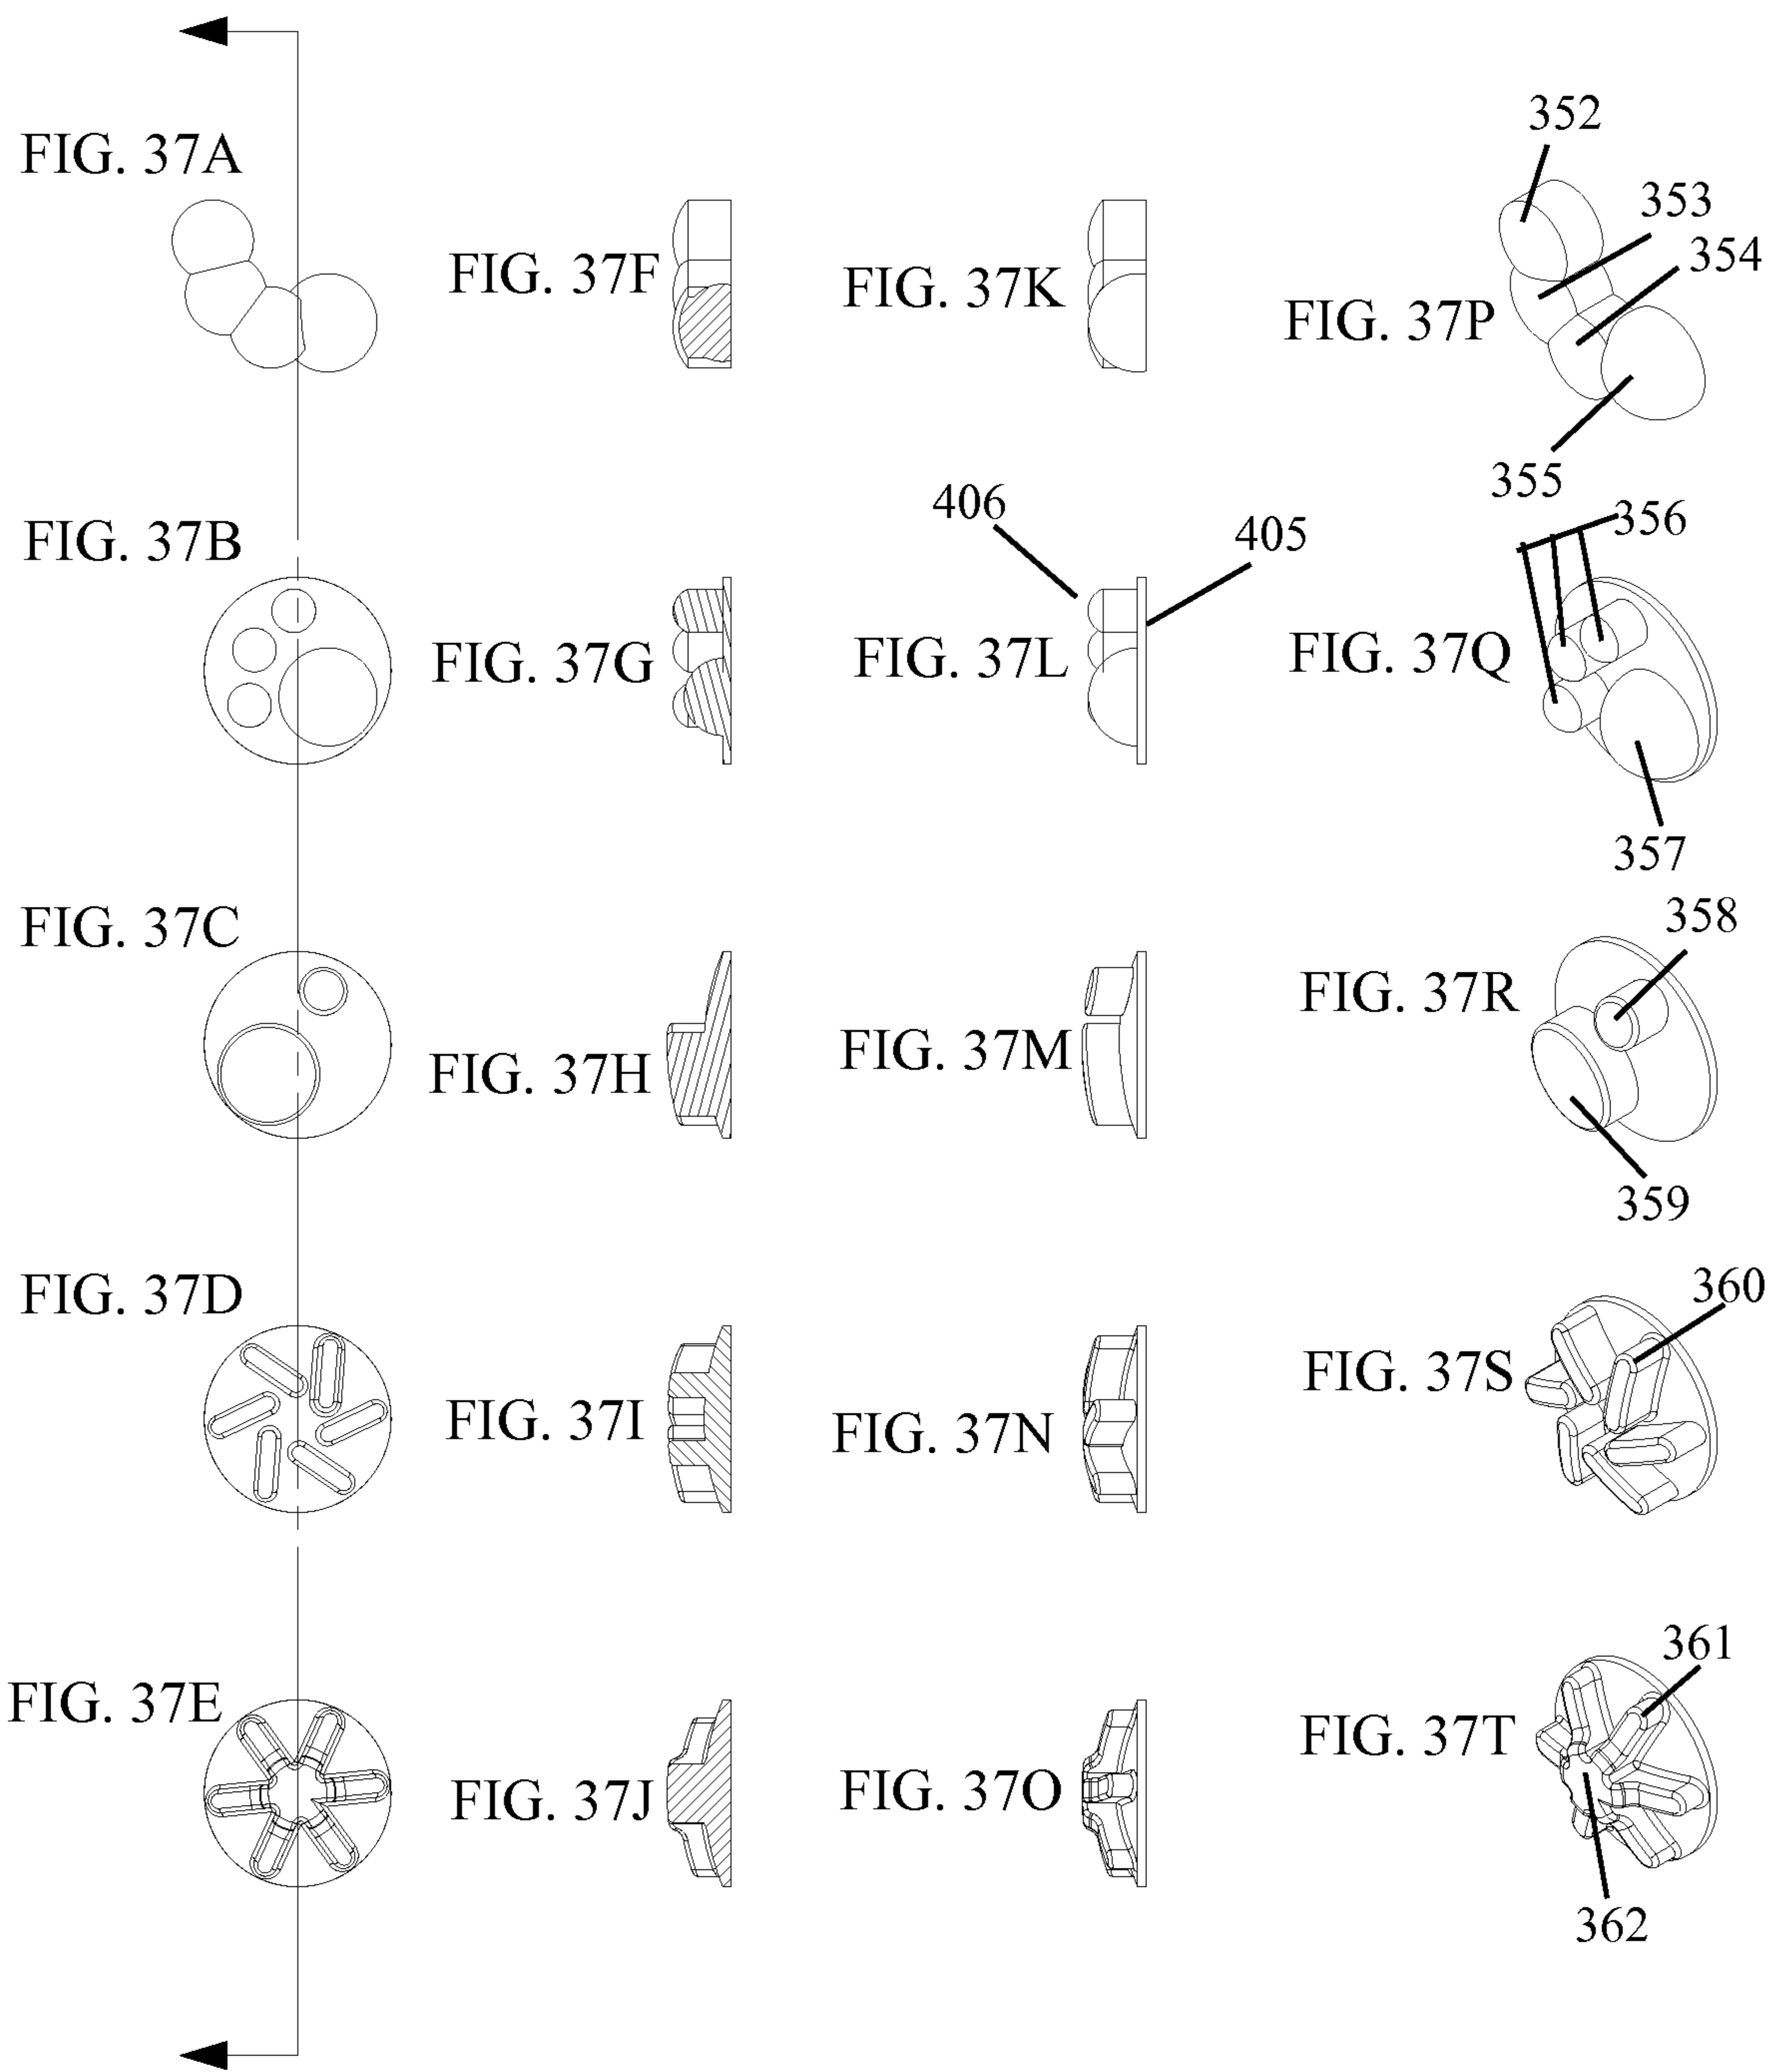 352
FIG. 37A
353
354
FIG. 37F
FIG. 37K
FIG. 37P
355
406
356
405
FIG. 37B
FIG. 37G
FIG. 37L
FIG. 37Q
357
358
FIG. 37C
FIG. 37R
FIG. 37H
FIG. 37M
359
360
FIG. 37D
FIG. 37S
FIG. 37I
FIG. 37N
361
FIG. 37E
FIG. 37T
FIG. 37J
FIG. 37O
362